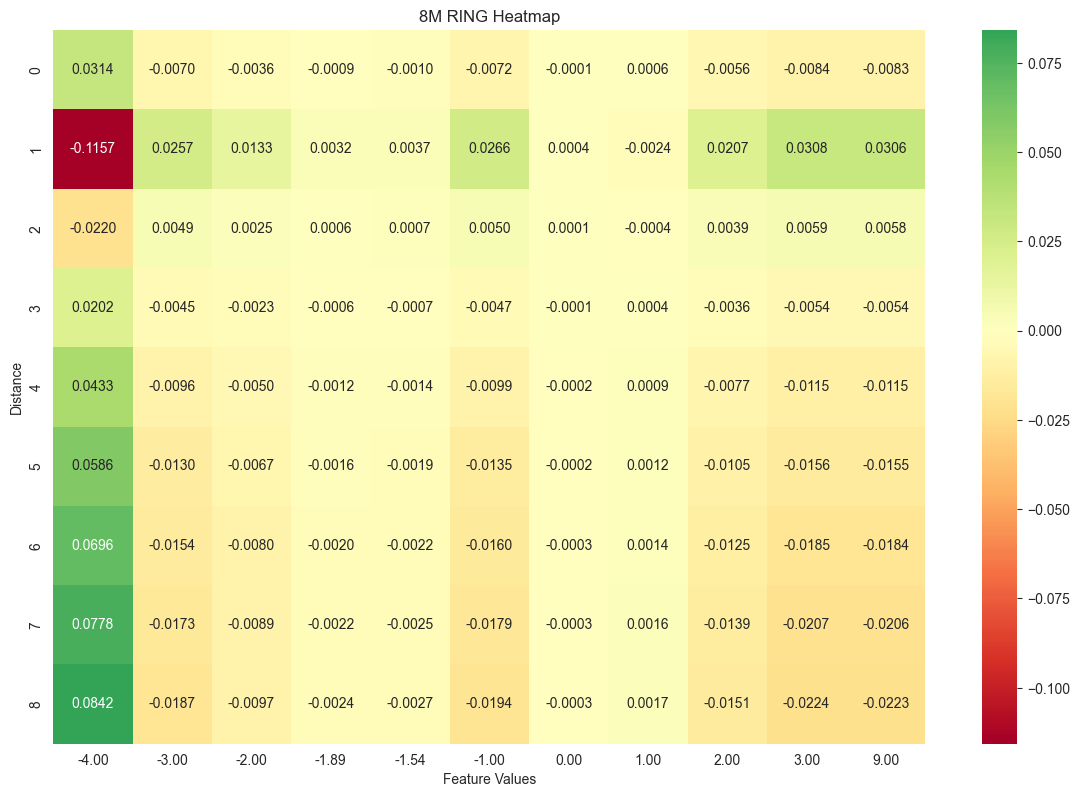 8M RING Heatmap
0 0.0314 -0.0070 -0.0036 -0.0009 -0.0010 -0.0072 -0.0001 0.0006 -0.0056 -0.0084 -0.0083
1 -0.1157 0.0257 0.0133 0.0032 0.0037 0.0266 0.0004 -0.0024 0.0207 0.0308 0.0306
2 -0.0220 0.0049 0.0025 0.0006 0.0007 0.0050 0.0001 -0.0004 0.0039 0.0059 0.0058
3 0.0202 -0.0045 -0.0023 -0.0006 -0.0007 -0.0047 -0.0001 0.0004 -0.0036 -0.0054 -0.0054
4 0.0433 -0.0096 -0.0050 -0.0012 -0.0014 -0.0099 -0.0002 0.0009 -0.0077 -0.0115 -0.0115
5 0.0586 -0.0130 -0.0067 -0.0016 -0.0019 -0.0135 -0.0002 0.0012 -0.0105 -0.0156 -0.0155
6 0.0696 -0.0154 -0.0080 -0.0020 -0.0022 -0.0160 -0.0003 0.0014 -0.0125 -0.0185 -0.0184
7 0.0778 -0.0173 -0.0089 -0.0022 -0.0025 -0.0179 -0.0003 0.0016 -0.0139 -0.0207 -0.0206
8 0.0842 -0.0187 -0.0097 -0.0024 -0.0027 -0.0194 -0.0003 0.0017 -0.0151 -0.0224 -0.0223
-4.00 -3.00 -2.00 -1.89 -1.54 -1.00 0.00 1.00 2.00 3.00 9.00
Feature Values
Distance
0.075
0.050
0.025
0.000
−0.025
−0.050
−0.075
−0.100